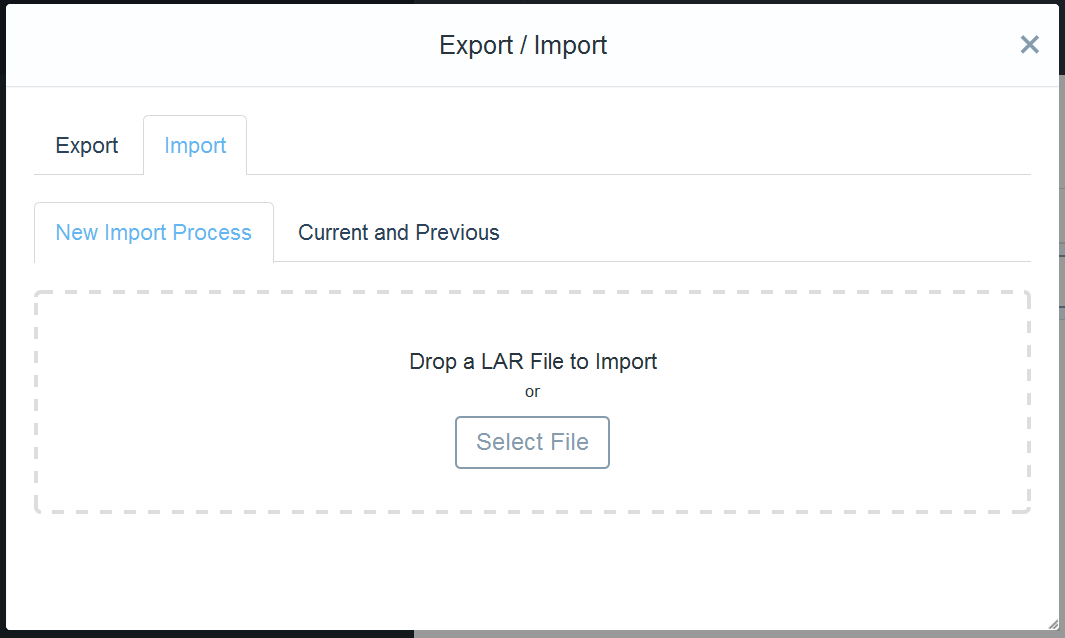 Export / Import
Export Import
New Import Process Current and Previous
Drop a LAR File to Import
or
Select File